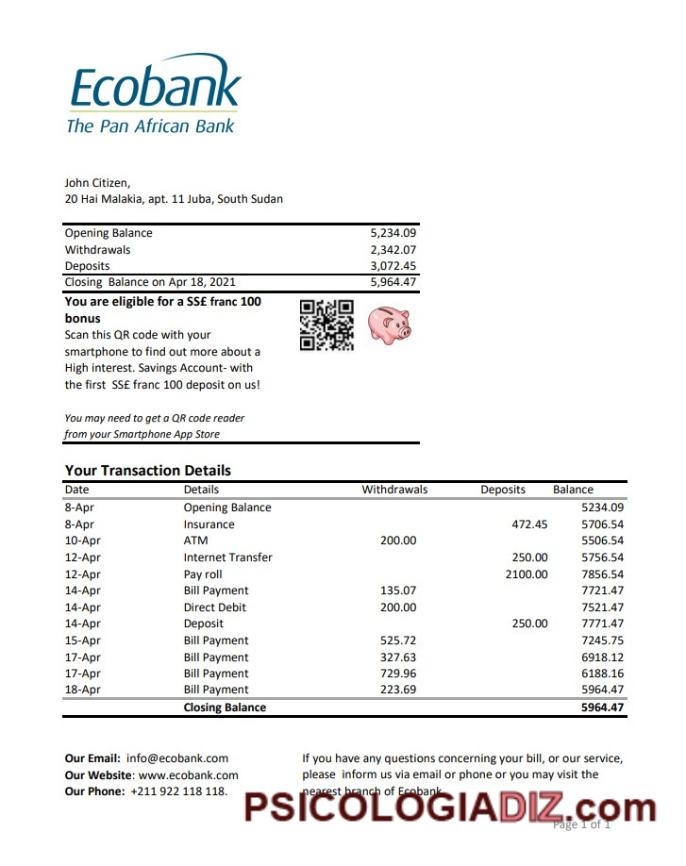 Ecobank
The Pan African Bank
John Citizen,
20 Hai Malakia, apt. 11 Juba, South Sudan
Opening Balance 5,234.09
Withdrawals 2,342.07
Deposits 3,072.45
Closing Balance on Apr 18, 2021 5,964.47
You are eligible for a SS£ franc 100
bonus
Scan this QR code with your
smartphone to find out more about a
High interest. Savings Account- with
the first SS£ franc 100 deposit on us!
You may need to get a QR code reader
from your Smartphone App Store
Your Transaction Details
Date Details Withdrawals Deposits Balance
8-Apr Opening Balance 5234.09
8-Apr Insurance 472.45 5706.54
10-Apr ATM 200.00 5506.54
12-Apr Internet Transfer 250.00 5756.54
12-Apr Pay roll 2100.00 7856.54
14-Apr Bill Payment 135.07 7721.47
14-Apr Direct Debit 200.00 7521.47
14-Apr Deposit 250.00 7771.47
15-Apr Bill Payment 525.72 7245.75
17-Apr Bill Payment 327.63 6918.12
17-Apr Bill Payment 729.96 6188.16
18-Apr Bill Payment 223.69 5964.47
Closing Balance 5964.47
Our Email: info@ecobank.com
Our Website: www.ecobank.com
Our Phone: +211 922 118 118.
If you have any questions concerning your bill, or our service,
please inform us via email or phone or you may visit the
nearest branch of Ecobank
PSICOLOGIADIZ.com
Page 1 of 1